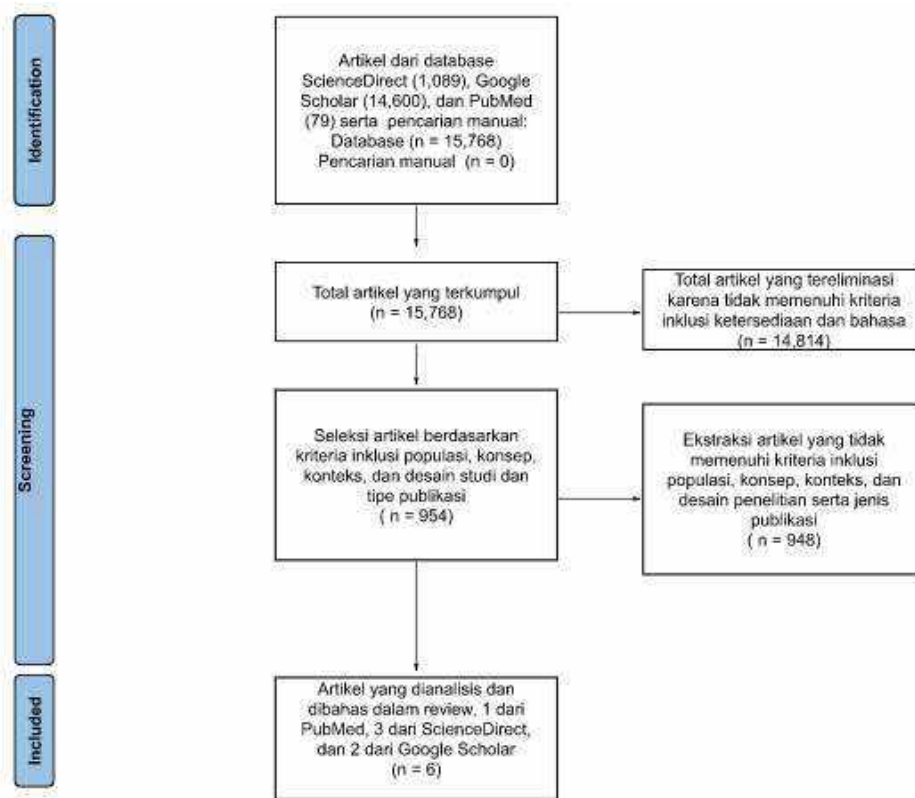 Identification
Artikel dari database
ScienceDirect (1,089), Google
Scholar (14,600), dan PubMed
(79) serta pencarian manual:
Database (n = 15,768)
Pencarian manual (n = 0)
Screening
Total artikel yang terkumpul
(n = 15,768)
Total artikel yang tereliminasi
karena tidak memenuhi kriteria
inklusi ketersediaan dan bahasa
(n = 14,814)
Seleksi artikel berdasarkan
kriteria inklusi populasi, konsep,
konteks, dan desain studi dan
tipe publikasi
( n = 954)
Ekstraksi artikel yang tidak
memenuhi kriteria inklusi
populasi, konsep, konteks, dan
desain penelitian serta jenis
publikasi
( n = 948)
Included
Artikel yang dianalisis dan
dibahas dalam review, 1 dari
PubMed, 3 dari ScienceDirect,
dan 2 dari Google Scholar
(n = 6)